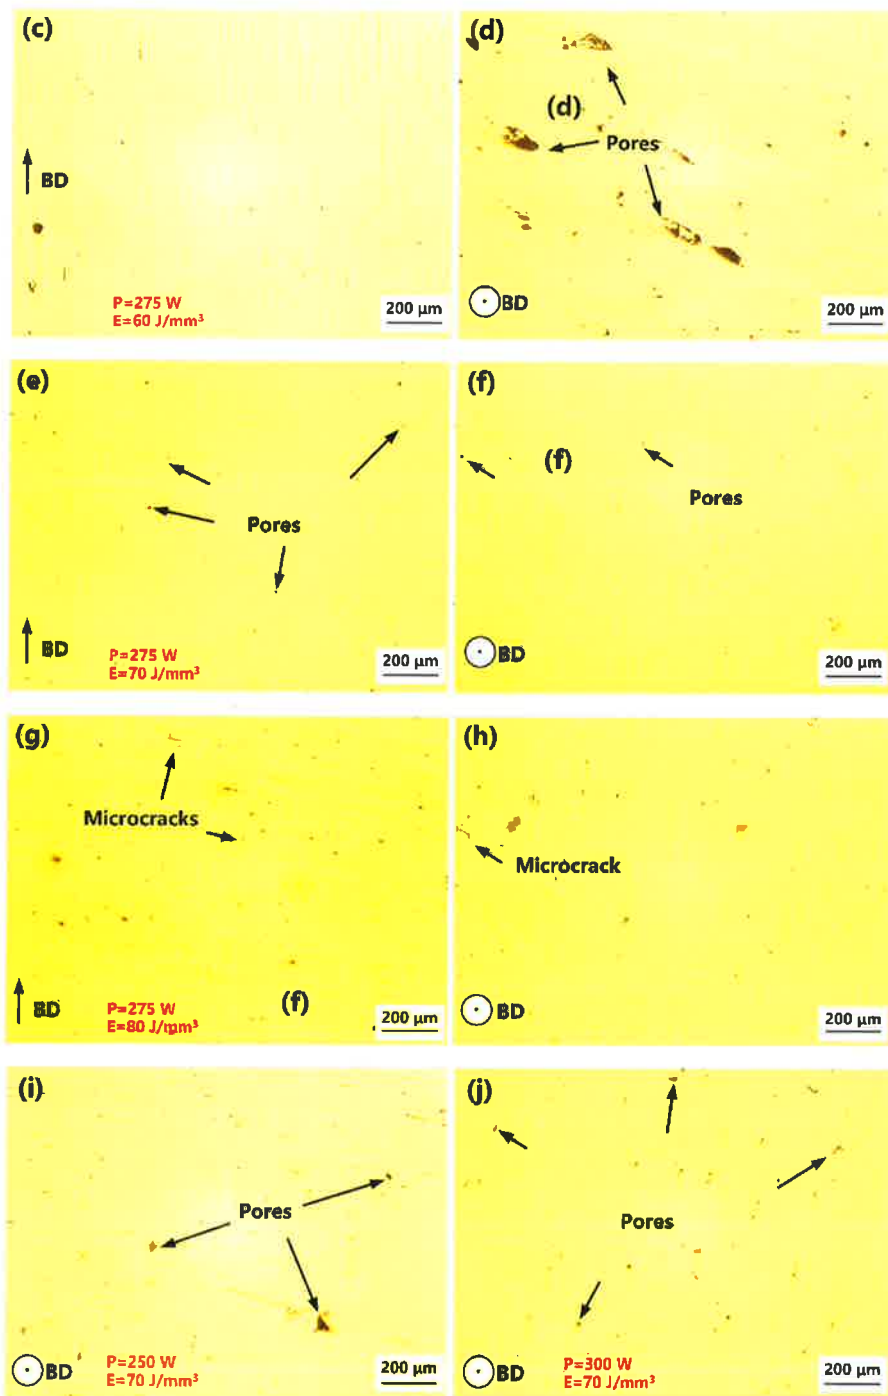 (c)
BD
P=275 W
E=60 J/mm³
200 μm
(d)
(d)
Pores
BD
200 μm
(e)
Pores
BD
P=275 W
E=70 J/mm³
200 μm
(f)
(f)
Pores
BD
200 μm
(g)
Microcracks
BD
P=275 W
E=80 J/mm³
(f)
200 μm
(h)
Microcrack
BD
200 μm
(i)
Pores
BD
P=250 W
E=70 J/mm³
200 μm
(j)
Pores
BD
P=300 W
E=70 J/mm³
200 μm